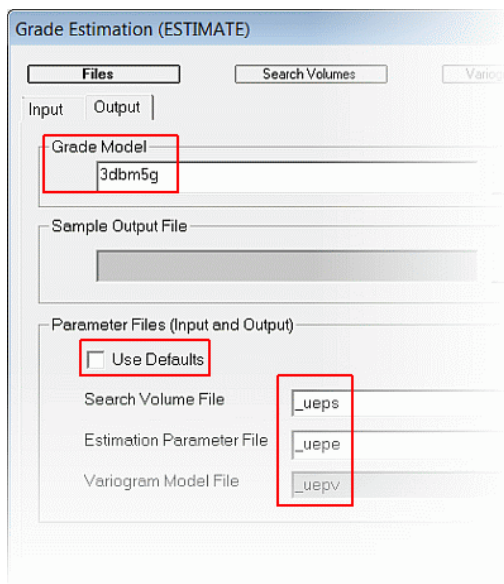 Grade Estimation (ESTIMATE)
Files Search Volumes Variog
Input Output
Grade Model
3dbm5g
Sample Output File
Parameter Files (Input and Output)
Use Defaults
Search Volume File _ueps
Estimation Parameter File _uepe
Variogram Model File _uepv